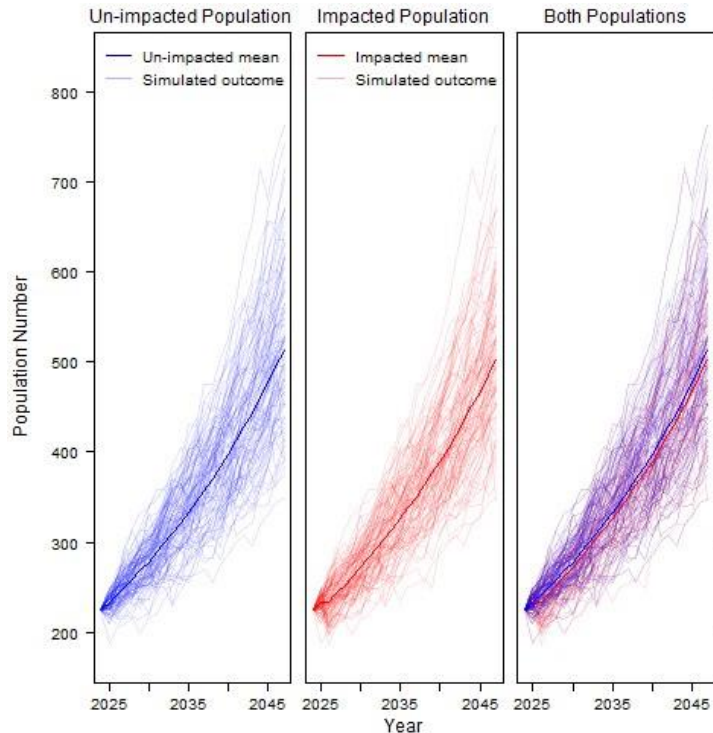 Un-impacted Population
Impacted Population
Both Populations
Un-impacted mean
Simulated outcome
Impacted mean
Simulated outcome
800
700
600
500
400
300
200
Population Number
2025
2035
2045
2025
2035
2045
2025
2035
2045
Year